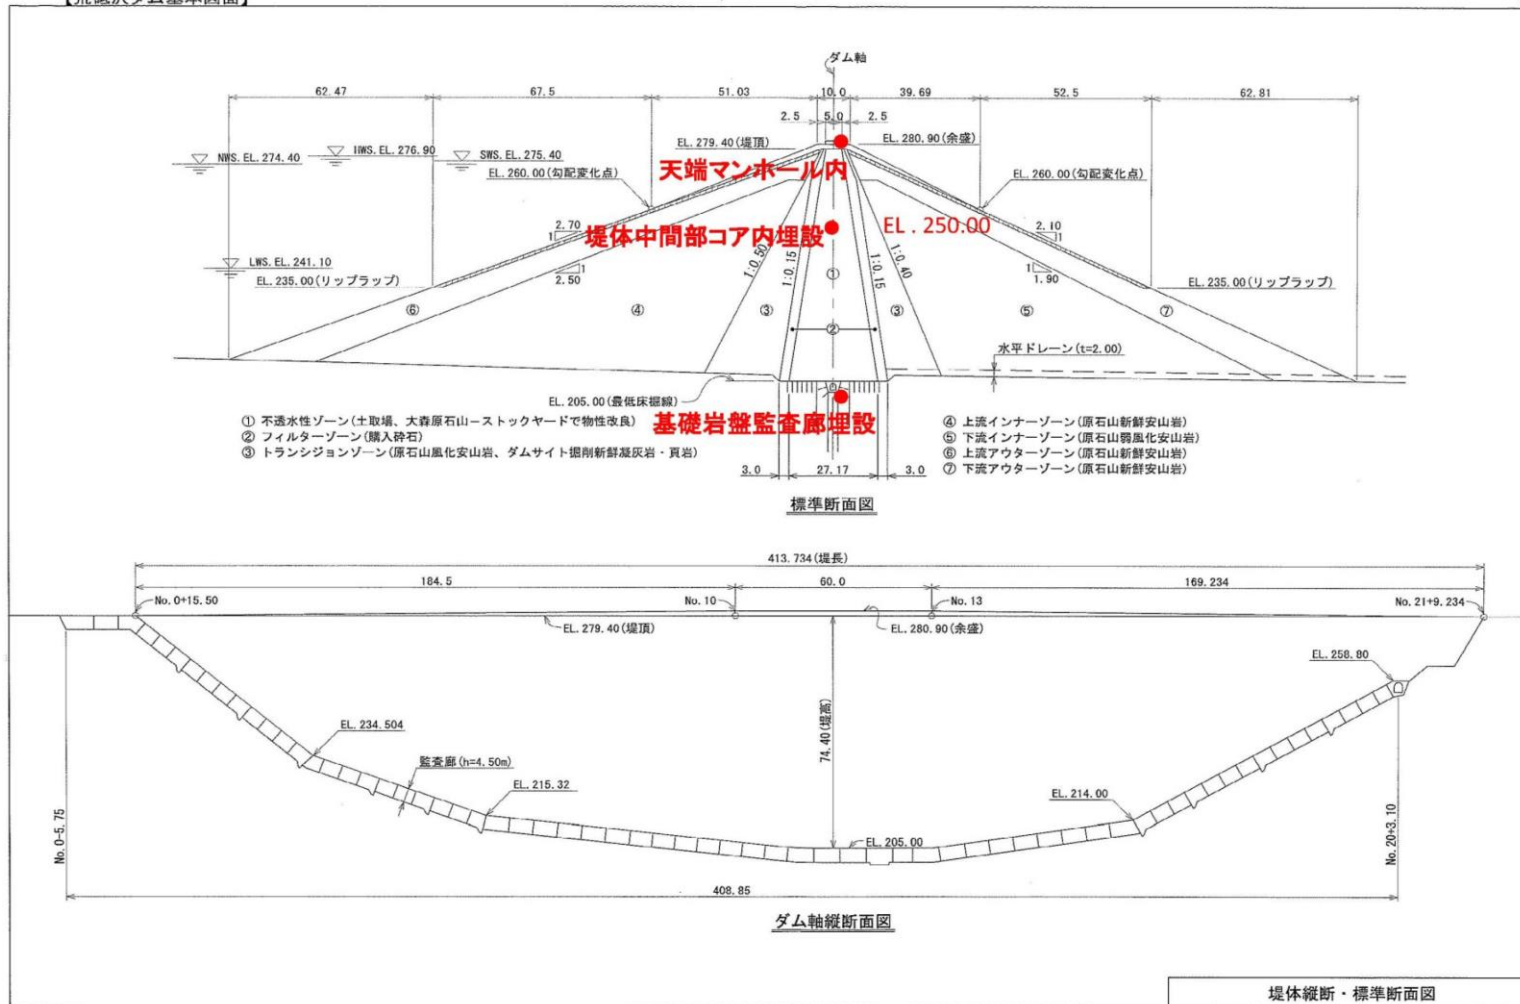 【荒砥沢ダム基本図面】
ダム軸
62.47 67.5 51.03 10.0 39.69 52.5 62.81
2.5 5.0 2.5
EL.279.40(堤頂) EL.280.90(余盛)
NWS.EL.274.40 HWS.EL.276.90 SWS.EL.275.40
天端マンホール内
EL.260.00(勾配変化点) EL.260.00(勾配変化点)
堤体中間部コア内埋設 EL.250.00
2.70 1 2.10 1
LWS.EL.241.10
1 2.50 1:0.50 1:0.15 ① 1:0.15 1:0.40 1 1.90
EL.235.00(リップラップ) EL.235.00(リップラップ)
⑥ ④ ③ ② ③ ⑤ ⑦
水平ドレーン(t=2.00)
EL.205.00(最低床掘線)
基礎岩盤監査廊埋設
① 不透水性ゾーン(土取場、大森原石山−ストックヤードで物性改良)
② フィルターゾーン(購入砕石)
③ トランジションゾーン(原石山風化安山岩、ダムサイト掘削新鮮凝灰岩・頁岩)
④ 上流インナーゾーン(原石山新鮮安山岩)
⑤ 下流インナーゾーン(原石山弱風化安山岩)
⑥ 上流アウターゾーン(原石山新鮮安山岩)
⑦ 下流アウターゾーン(原石山新鮮安山岩)
3.0 27.17 3.0
標準断面図
413.734(堤長)
184.5 60.0 169.234
No.0+15.50 No.10 No.13 No.21+9.234
EL.279.40(堤頂) EL.280.90(余盛)
EL.258.80
74.40(堤高)
EL.234.504
監査廊(h=4.50m)
EL.215.32 EL.214.00
EL.205.00
No.0-5.75 No.20+3.10
408.85
ダム軸縦断面図
堤体縦断・標準断面図